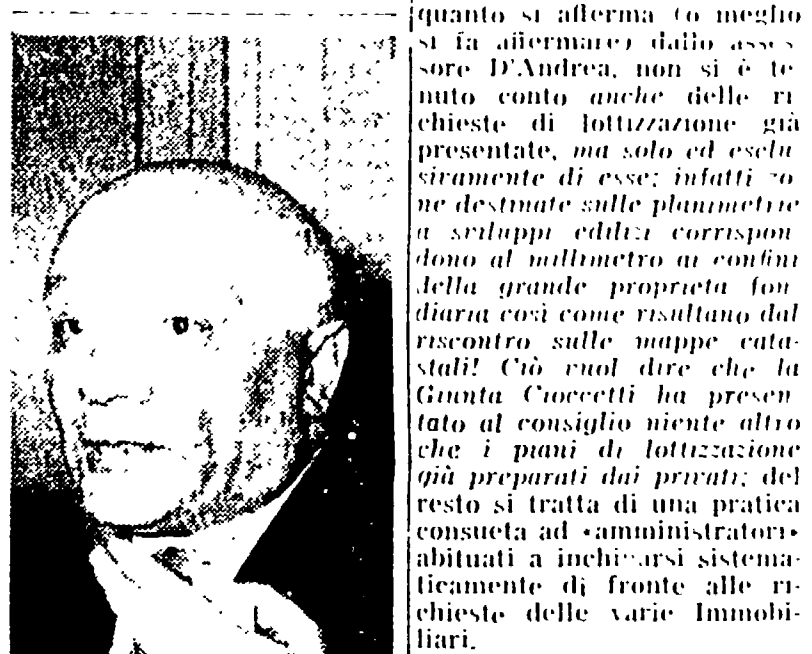 quanto si afferma (o meglio
si fa affermare) dallo asses-
sore D'Andrea, non si è te
nuto conto anche delle ri
chieste di lottizzazione già
presentate, ma solo ed esclu
sivamente di esse; infatti zo
ne destinate sulle planimetrie
a sviluppi edilizi corrispon
dono al millimetro ai confini
della grande proprietà fon
diaria così come risultano dal
riscontro sulle mappe cata-
stali! Ciò vuol dire che la
Giunta Cioccetti ha presen
tato al consiglio niente altro
che i piani di lottizzazione
già preparati dai privati; del
resto si tratta di una pratica
consueta ad «amministratori»
abituati a inchinarsi sistema-
ticamente di fronte alle ri-
chieste delle varie Immobi-
liari.